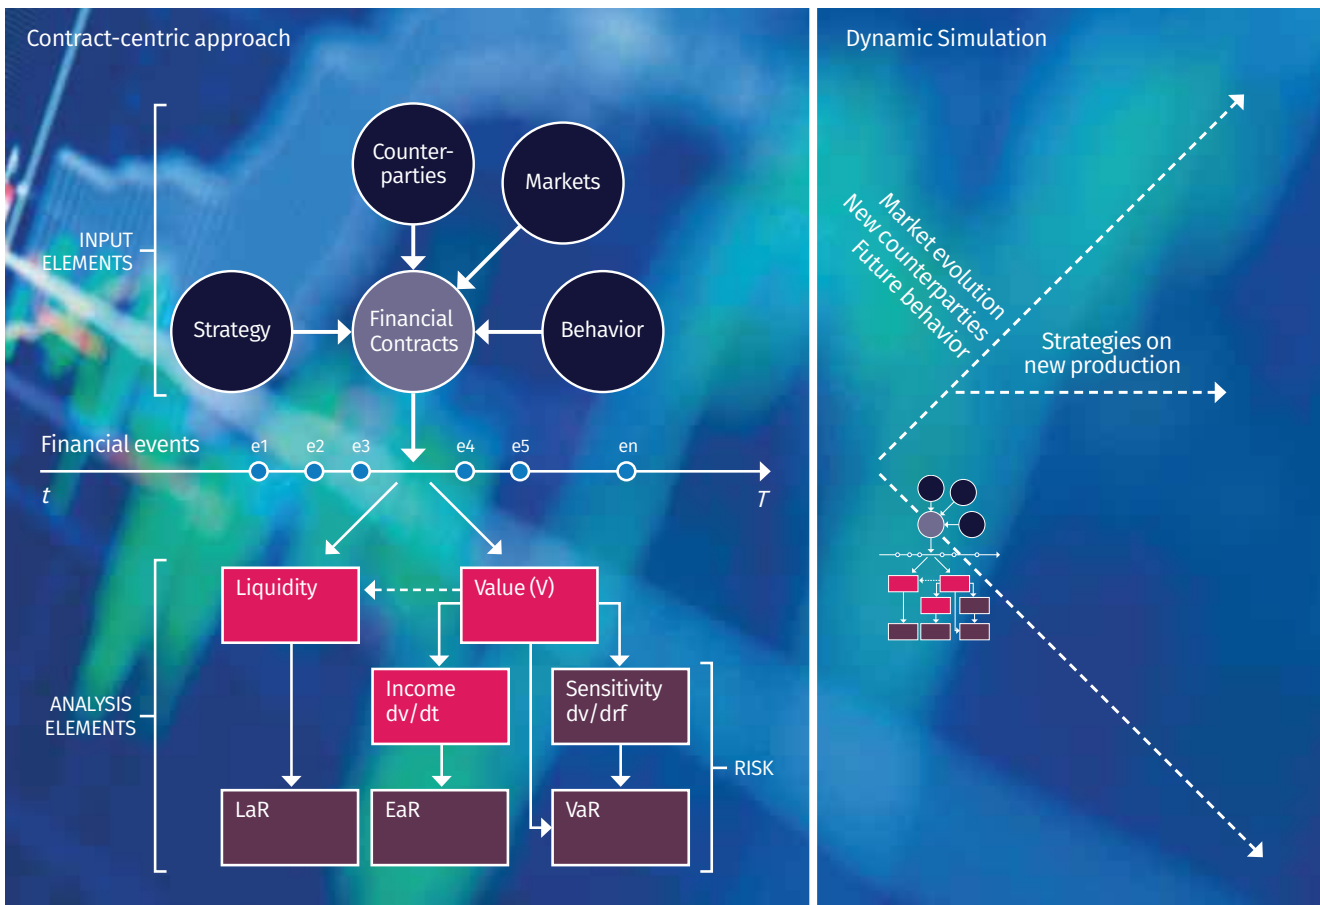 Contract-centric approach
Counter-
parties
Markets
INPUT
ELEMENTS
Strategy
Financial
Contracts
Behavior
Financial events
e1
e2
e3
e4
e5
en
t
T
Liquidity
Value (V)
ANALYSIS
ELEMENTS
Income
dv/dt
Sensitivity
dv/drf
RISK
LaR
EaR
VaR
Dynamic Simulation
Market evolution
New counterparties
Future behavior
Strategies on
new production